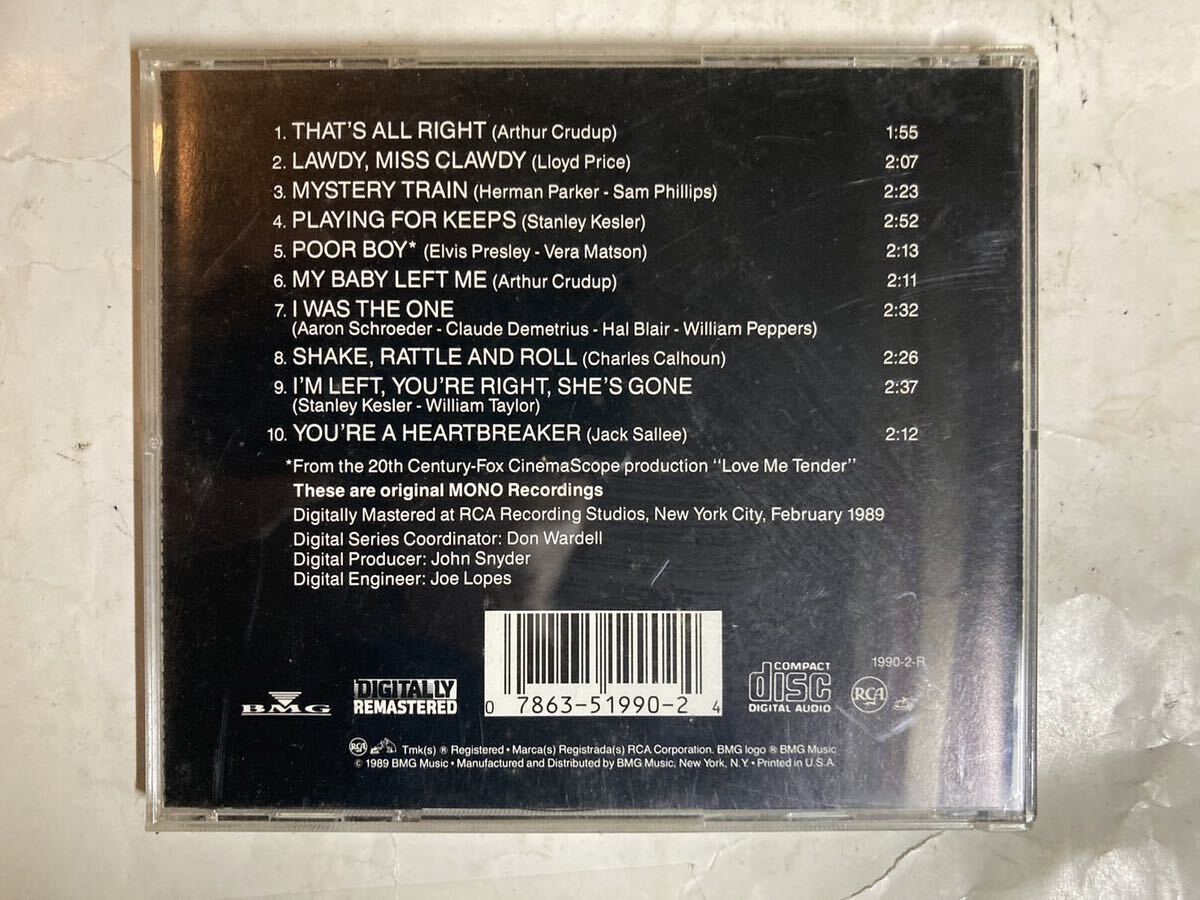 1. THAT'S ALL RIGHT (Arthur Crudup) 1:55
2. LAWDY, MISS CLAWDY (Lloyd Price) 2:07
3. MYSTERY TRAIN (Herman Parker - Sam Phillips) 2:23
4. PLAYING FOR KEEPS (Stanley Kesler) 2:52
5. POOR BOY* (Elvis Presley - Vera Matson) 2:13
6. MY BABY LEFT ME (Arthur Crudup) 2:11
7. I WAS THE ONE 2:32
(Aaron Schroeder - Claude Demetrius - Hal Blair - William Peppers)
8. SHAKE, RATTLE AND ROLL (Charles Calhoun) 2:26
9. I'M LEFT, YOU'RE RIGHT, SHE'S GONE 2:37
(Stanley Kesler - William Taylor)
10. YOU'RE A HEARTBREAKER (Jack Sallee) 2:12
*From the 20th Century-Fox CinemaScope production "Love Me Tender"
These are original MONO Recordings
Digitally Mastered at RCA Recording Studios, New York City, February 1989
Digital Series Coordinator: Don Wardell
Digital Producer: John Snyder
Digital Engineer: Joe Lopes
BMG
DIGITALLY
REMASTERED
0 7863-51990-2 4
COMPACT
disc
DIGITAL AUDIO
1990-2-R
RCA
RCA Tmk(s) ® Registered • Marca(s) Registrada(s) RCA Corporation. BMG logo ® BMG Music
© 1989 BMG Music • Manufactured and Distributed by BMG Music, New York, N.Y. • Printed in U.S.A.